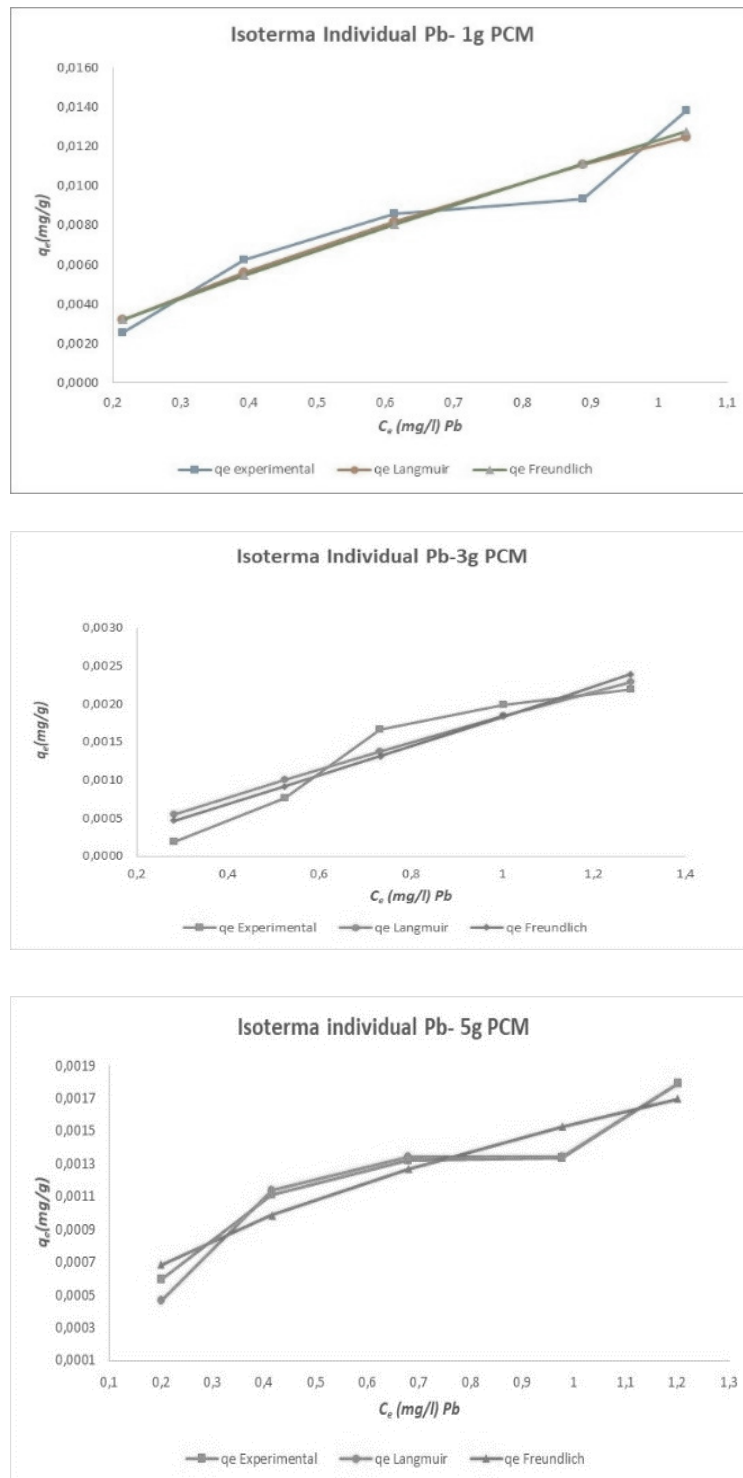 Isoterma Individual Pb- 1g PCM
0,0160
0,0140
0,0120
0,0100
0,0080
0,0060
0,0040
0,0020
0,0000
qe(mg/g)
0,2 0,3 0,4 0,5 0,6 0,7 0,8 0,9 1 1,1
Ce (mg/l) Pb
qe experimental qe Langmuir qe Freundlich
Isoterma Individual Pb-3g PCM
0,0030
0,0025
0,0020
0,0015
0,0010
0,0005
0,0000
qe(mg/g)
0,2 0,4 0,6 0,8 1 1,2 1,4
Ce (mg/l) Pb
qe Experimental qe Langmuir qe Freundlich
Isoterma individual Pb- 5g PCM
0,0019
0,0017
0,0015
0,0013
0,0011
0,0009
0,0007
0,0005
0,0003
0,0001
qe(mg/g)
0,1 0,2 0,3 0,4 0,5 0,6 0,7 0,8 0,9 1 1,1 1,2 1,3
Ce (mg/l) Pb
qe Experimental qe Langmuir qe Freundlich